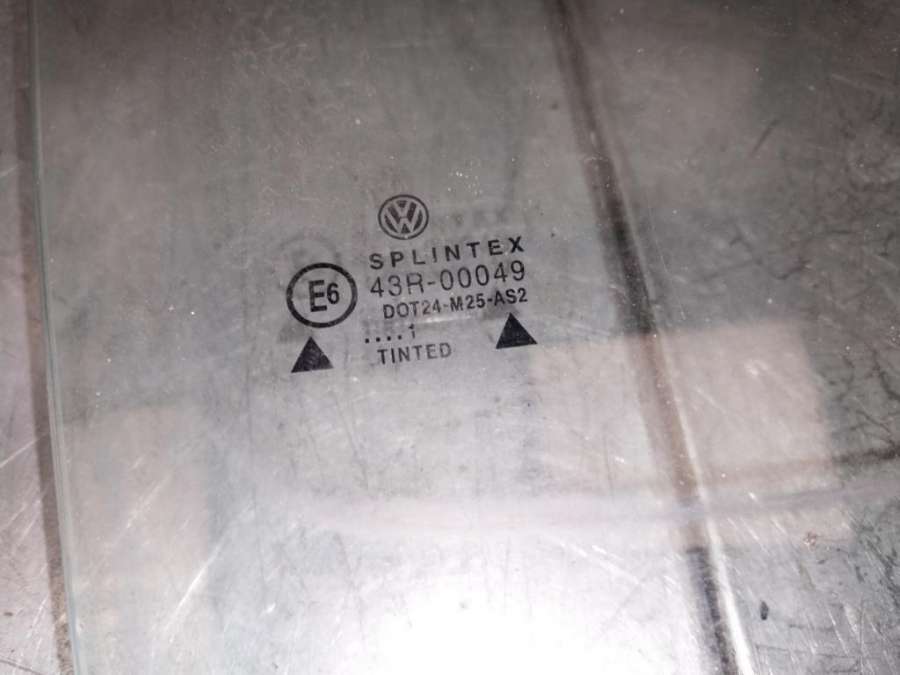 SPLINTEX
E6
43R-00049
DOT24-M25-AS2
....1
TINTED